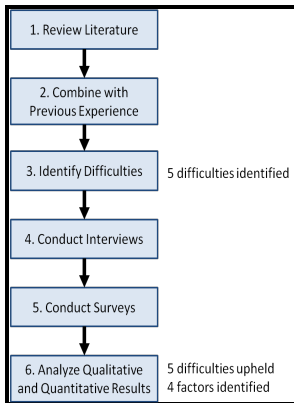 1. Review Literature
2. Combine with
Previous Experience
3. Identify Difficulties
5 difficulties identified
4. Conduct Interviews
5. Conduct Surveys
6. Analyze Qualitative
and Quantitative Results
5 difficulties upheld
4 factors identified